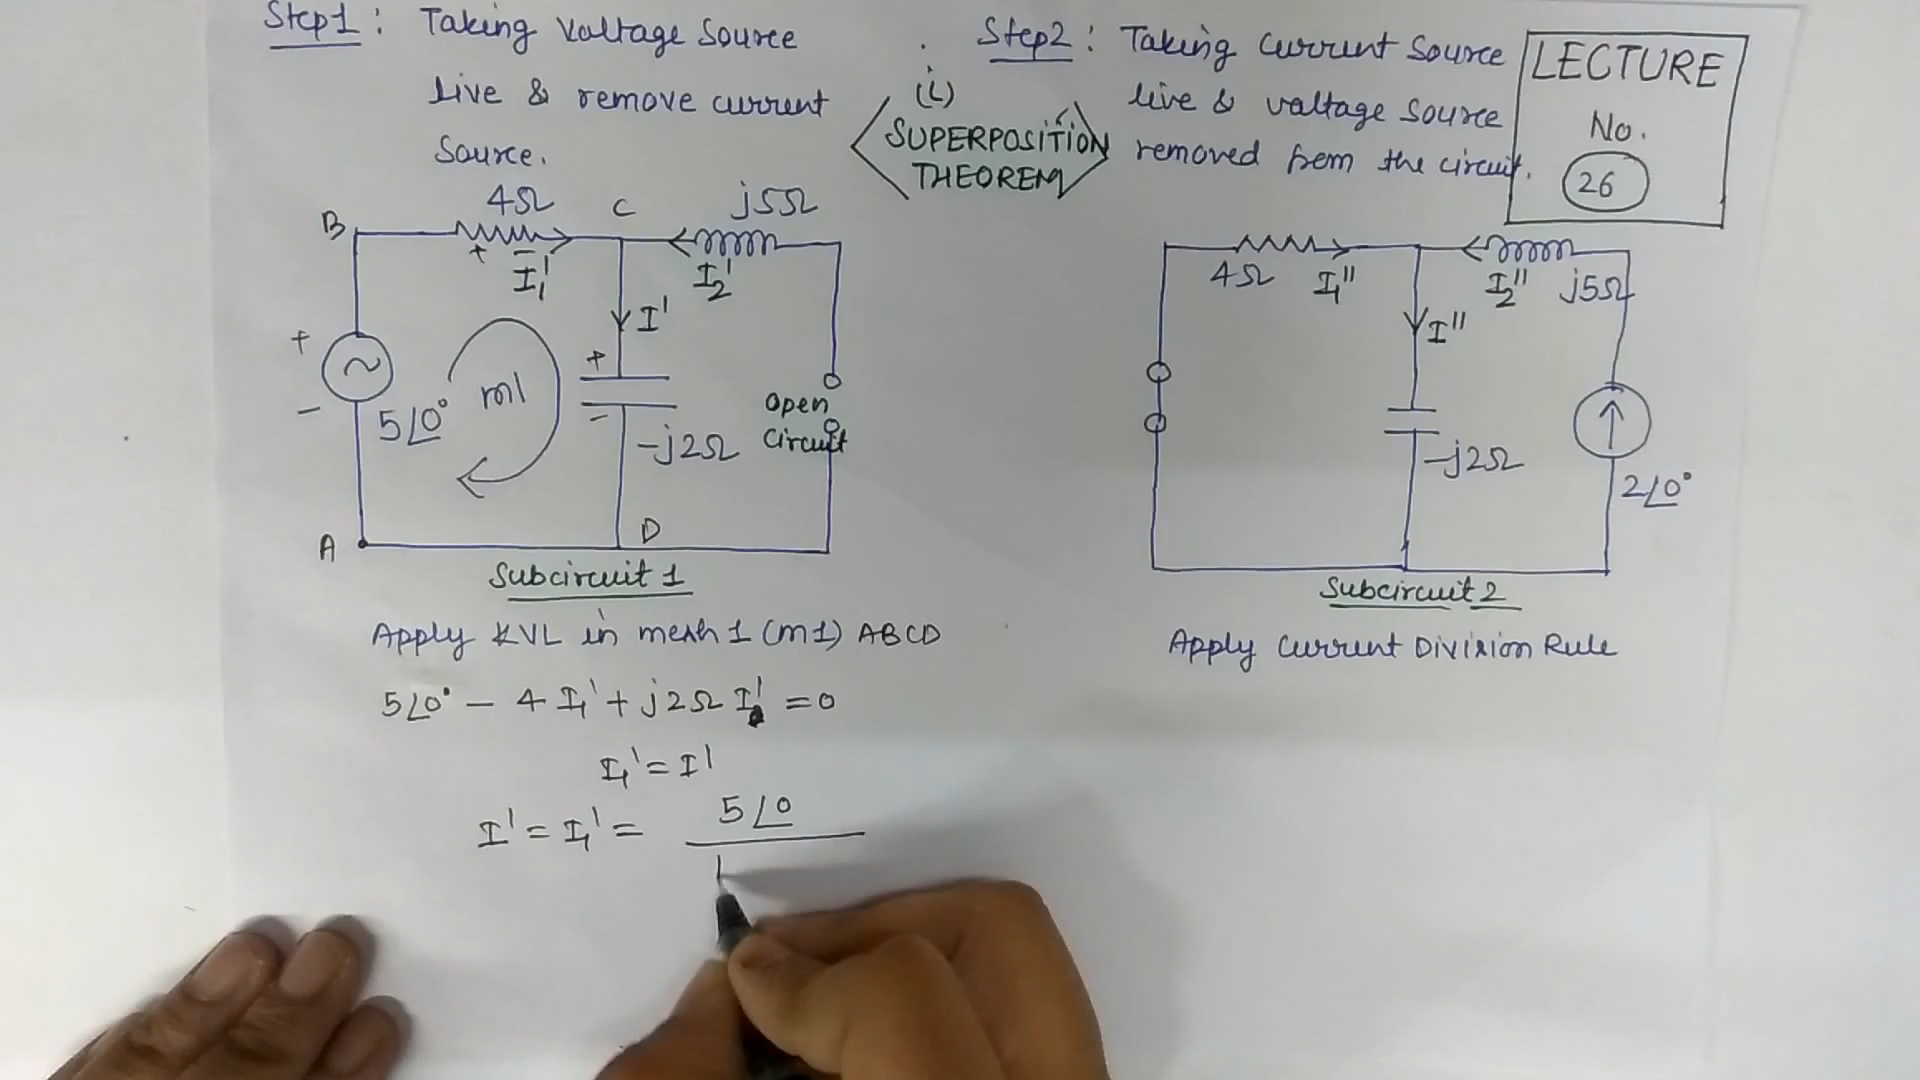 Step1: Taking Voltage Source
live & remove current
Source.
(i)
SUPERPOSITION
THEOREM
Step2: Taking Current Source
live & voltage source
removed from the circuit.
LECTURE
No.
26
4Ω
C
j5Ω
B
+ -
I₁'
I₂'
I'
+
-
5∠0°
m1
+
-
-j2Ω
Open
Circuit
A
D
Subcircuit 1
4Ω
I₁''
I₂''
j5Ω
I''
-j2Ω
2∠0°
Subcircuit 2
Apply KVL in mesh 1 (m1) ABCD
5∠0° - 4 I₁' + j2Ω I' = 0
I₁' = I'
I' = I₁' = 5∠0
Apply Current Division Rule